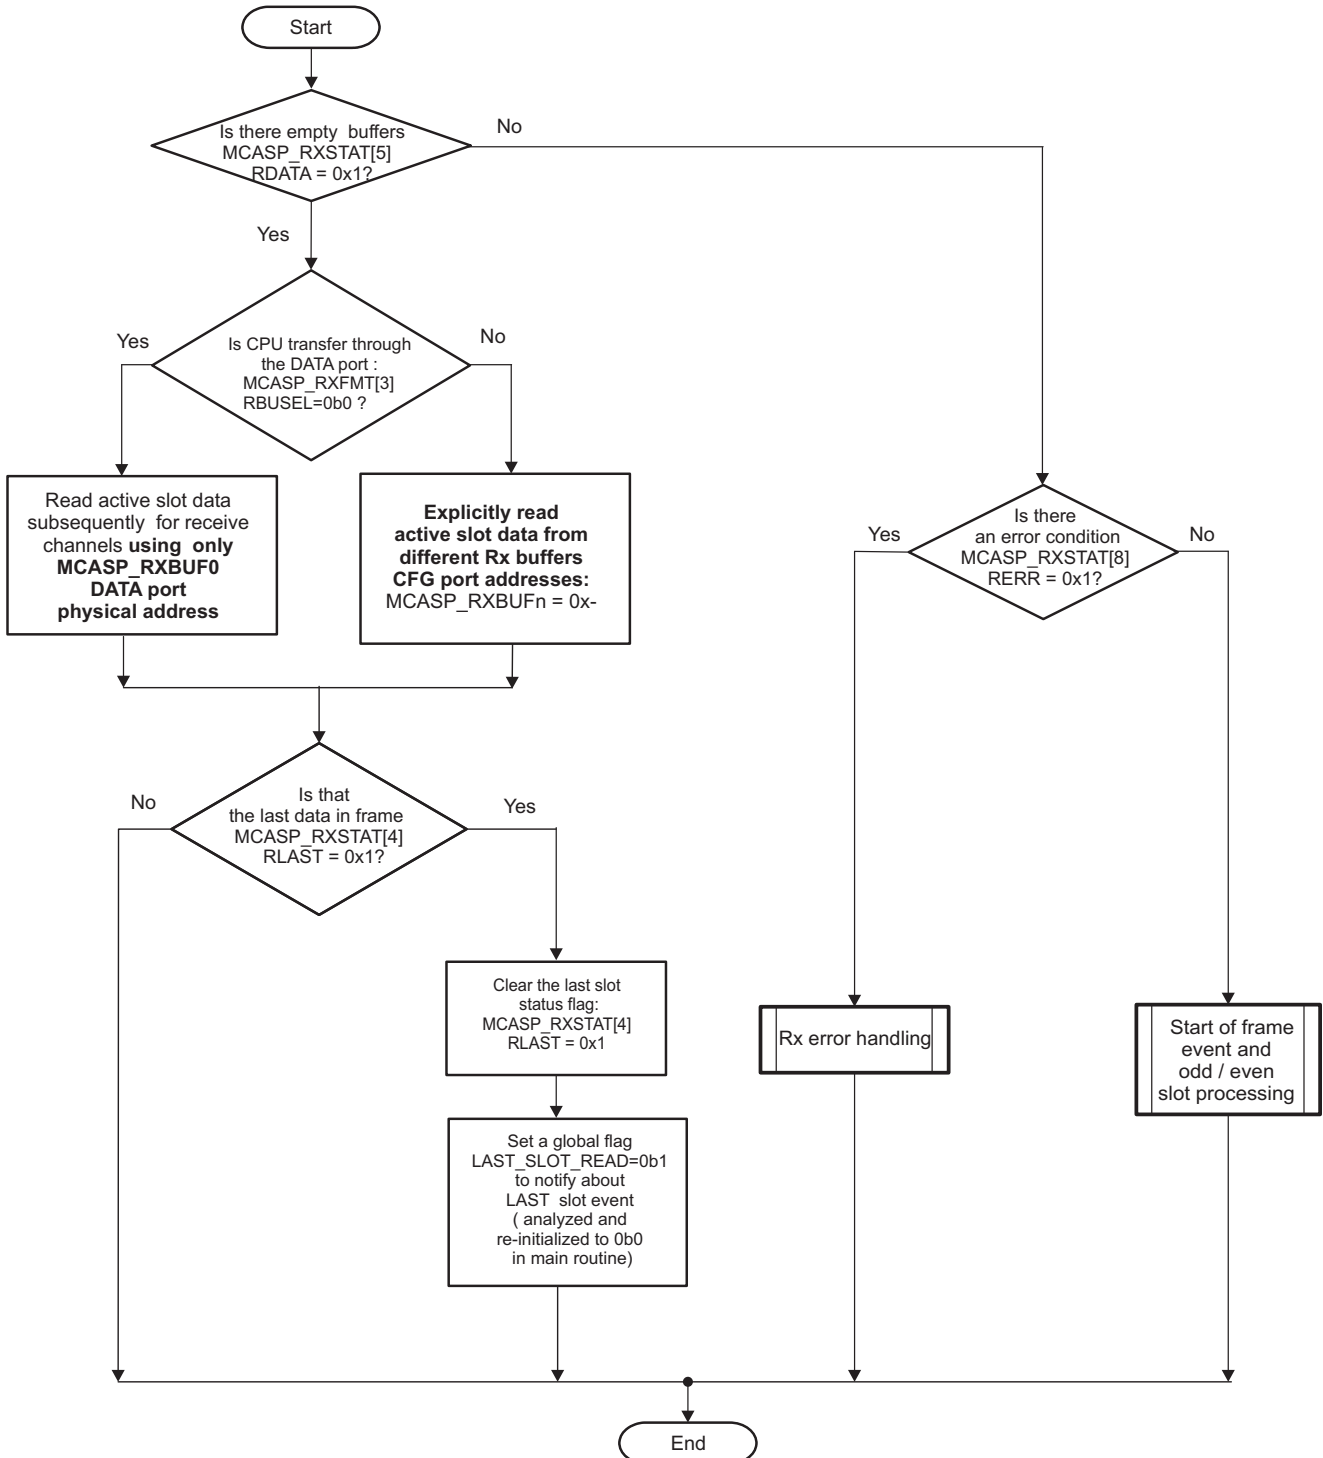 Start
Is there empty buffers
MCASP_RXSTAT[5]
RDATA = 0x1?
No
Yes
Is CPU transfer through
the DATA port :
MCASP_RXFMT[3]
RBUSEL=0b0 ?
Yes
No
Read active slot data
subsequently for receive
channels using only
MCASP_RXBUF0
DATA port
physical address
Explicitly read
active slot data from
different Rx buffers
CFG port addresses:
MCASP_RXBUFn = 0x-
Is there
an error condition
MCASP_RXSTAT[8]
RERR = 0x1?
Yes
No
Is that
the last data in frame
MCASP_RXSTAT[4]
RLAST = 0x1?
No
Yes
Clear the last slot
status flag:
MCASP_RXSTAT[4]
RLAST = 0x1
Rx error handling
Start of frame
event and
odd / even
slot processing
Set a global flag
LAST_SLOT_READ=0b1
to notify about
LAST slot event
( analyzed and
re-initialized to 0b0
in main routine)
End